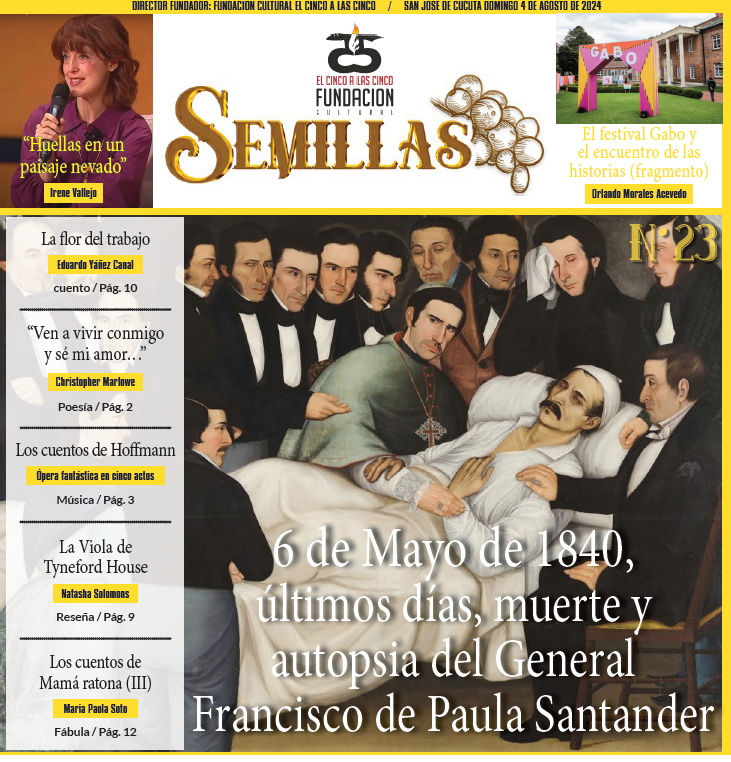 DIRECTOR FUNDADOR: FUNDACION CULTURAL EL CINCO A LAS CINCO / SAN JOSE DE CUCUTA DOMINGO 4 DE AGOSTO DE 2024
“Huellas en un
paisaje nevado”
Irene Vallejo
EL CINCO A LAS CINCO
FUNDACION
CULTURAL
SEMILLAS
GABO
El festival Gabo y
el encuentro de las
historias (fragmento)
Orlando Morales Acevedo
N°23
La flor del trabajo
Eduardo Yáñez Canal
cuento / Pág. 10
“Ven a vivir conmigo
y sé mi amor…”
Christopher Marlowe
Poesía / Pág. 2
Los cuentos de Hoffmann
Ópera fantástica en cinco actos
Música / Pág. 3
La Viola de
Tyneford House
Natasha Solomons
Reseña / Pág. 9
Los cuentos de
Mamá ratona (III)
Maria Paola Soto
Fábula / Pág. 12
6 de Mayo de 1840,
últimos días, muerte y
autopsia del General
Francisco de Paula Santander